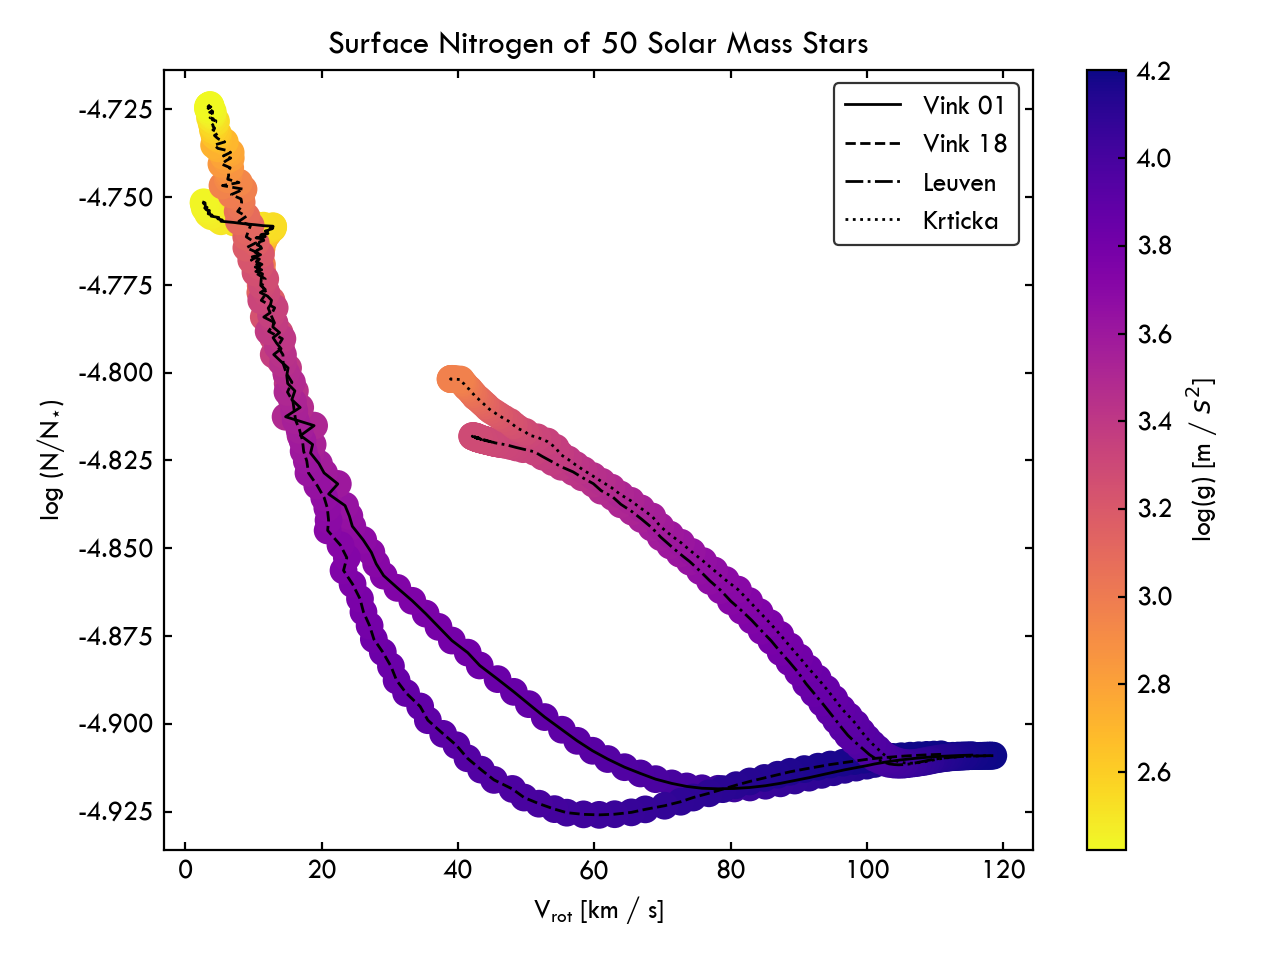 Surface Nitrogen of 50 Solar Mass Stars
Vink 01
Vink 18
Leuven
Krticka
-4.725
-4.750
-4.775
-4.800
-4.825
-4.850
-4.875
-4.900
-4.925
log (N/N⋆)
0 20 40 60 80 100 120
V_rot [km / s]
4.2
4.0
3.8
3.6
3.4
3.2
3.0
2.8
2.6
log(g) [m / s²]